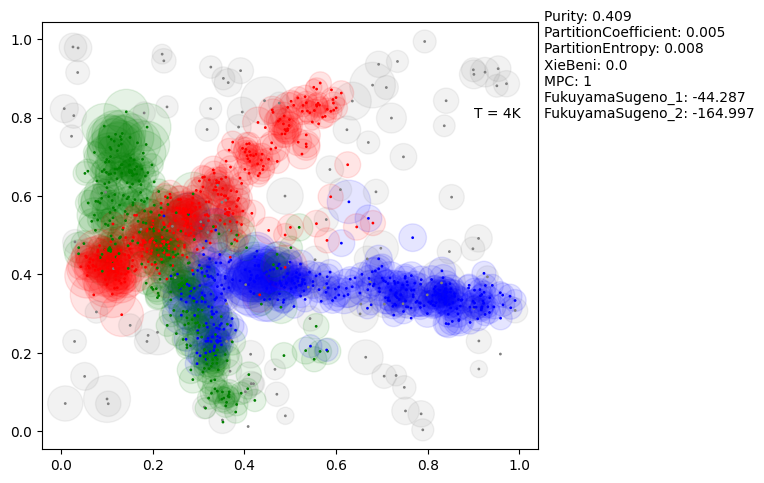 Purity: 0.409
PartitionCoefficient: 0.005
PartitionEntropy: 0.008
XieBeni: 0.0
MPC: 1
FukuyamaSugeno_1: -44.287
FukuyamaSugeno_2: -164.997
T = 4K
1.0
0.8
0.6
0.4
0.2
0.0
0.0 0.2 0.4 0.6 0.8 1.0